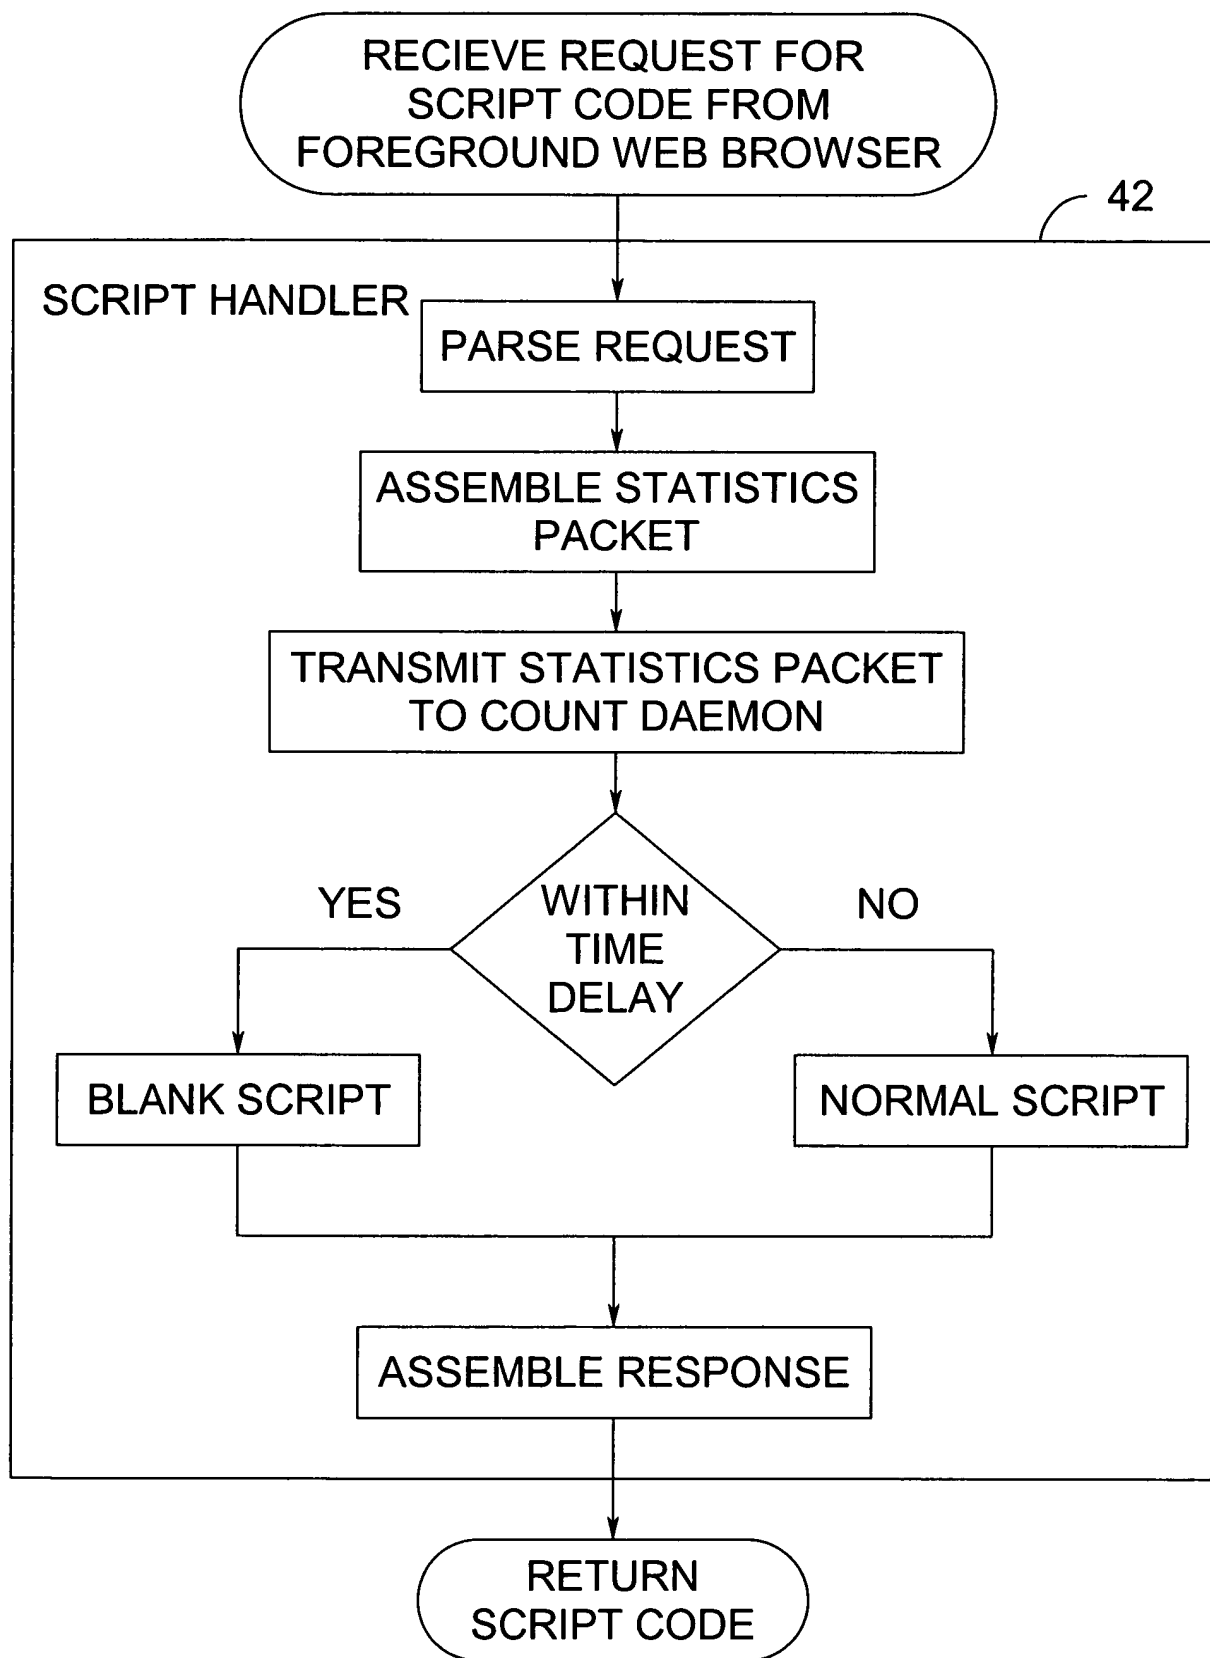 RECIEVE REQUEST FOR
SCRIPT CODE FROM
FOREGROUND WEB BROWSER
42
SCRIPT HANDLER
PARSE REQUEST
ASSEMBLE STATISTICS
PACKET
TRANSMIT STATISTICS PACKET
TO COUNT DAEMON
YES
WITHIN
TIME
DELAY
NO
BLANK SCRIPT
NORMAL SCRIPT
ASSEMBLE RESPONSE
RETURN
SCRIPT CODE